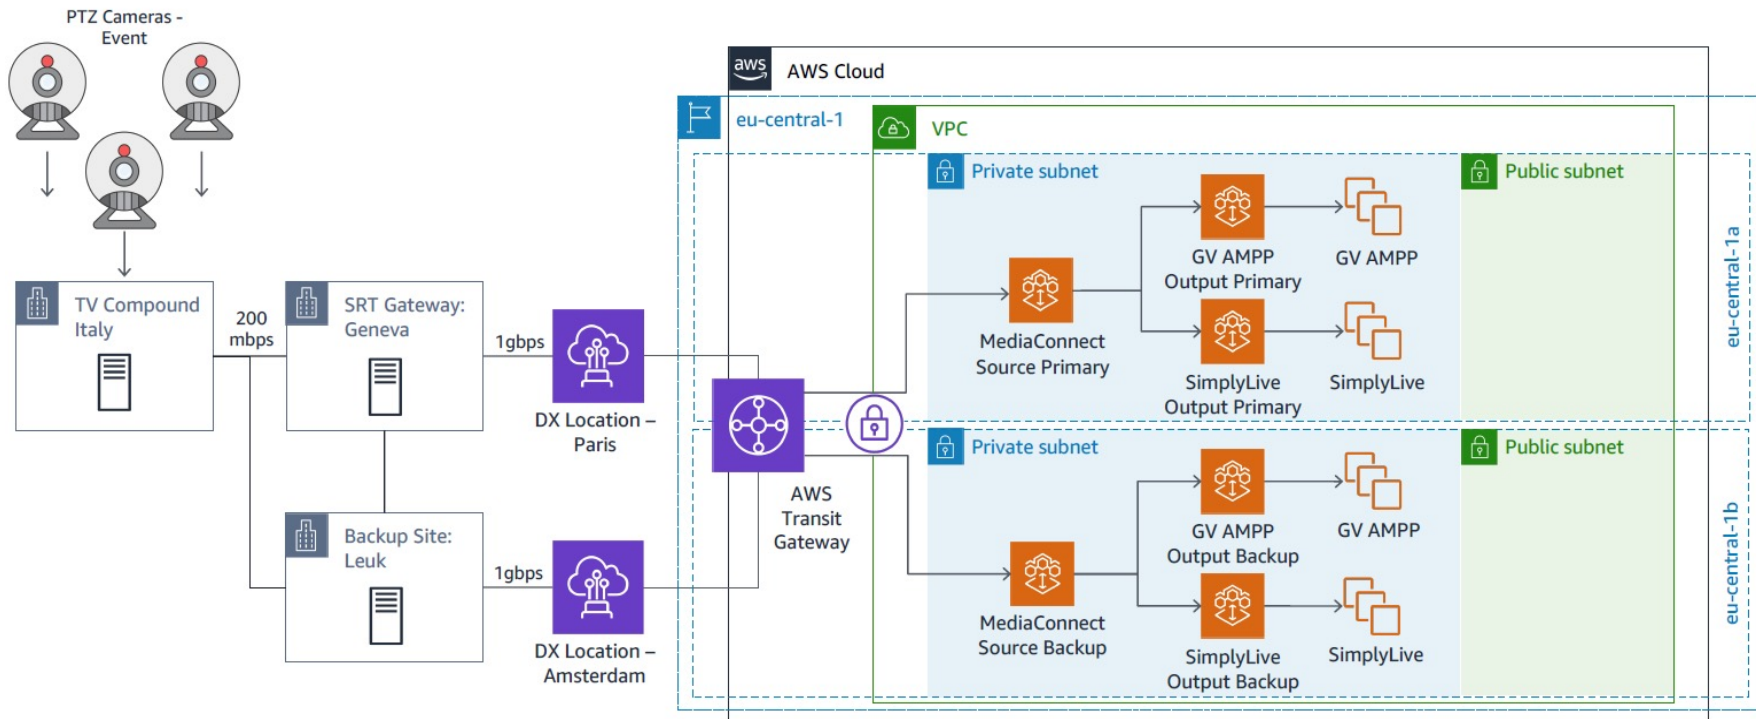 PTZ Cameras -
Event
aws
AWS Cloud
eu-central-1
VPC
Private subnet
Public subnet
GV AMPP
Output Primary
GV AMPP
eu-central-1a
TV Compound
Italy
200
mbps
SRT Gateway:
Geneva
1gbps
MediaConnect
Source Primary
SimplyLive
Output Primary
SimplyLive
DX Location –
Paris
Private subnet
Public subnet
AWS
Transit
Gateway
GV AMPP
Output Backup
GV AMPP
eu-central-1b
Backup Site:
Leuk
1gbps
MediaConnect
Source Backup
DX Location –
Amsterdam
SimplyLive
Output Backup
SimplyLive